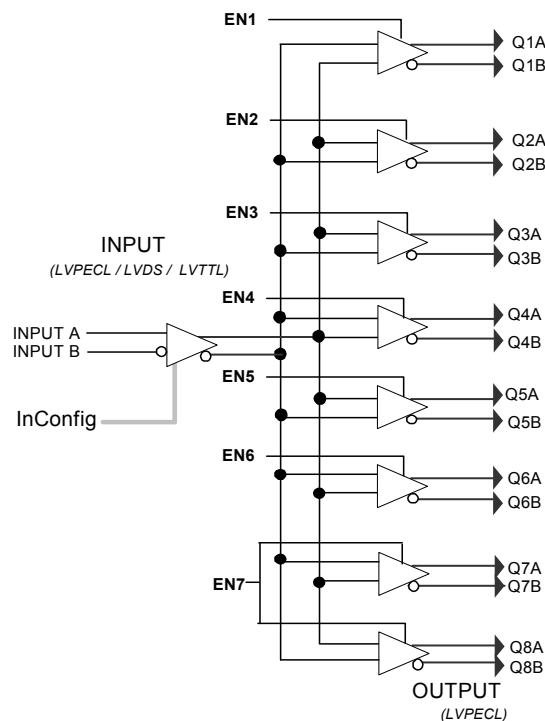 EN1
Q1A
Q1B
EN2
Q2A
Q2B
EN3
Q3A
Q3B
INPUT
(LVPECL / LVDS / LVTTL)
EN4
Q4A
Q4B
INPUT A
INPUT B
EN5
Q5A
Q5B
InConfig
EN6
Q6A
Q6B
EN7
Q7A
Q7B
Q8A
Q8B
OUTPUT
(LVPECL)